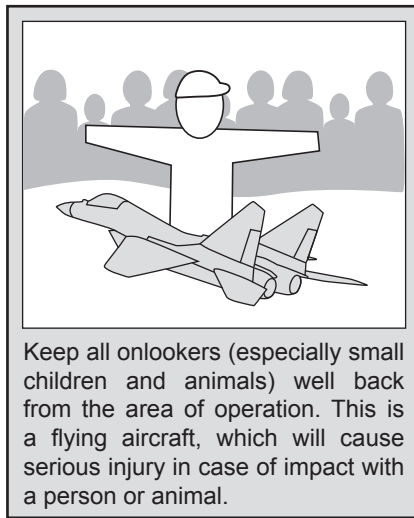 Keep all onlookers (especially small
children and animals) well back
from the area of operation. This is
a flying aircraft, which will cause
serious injury in case of impact with
a person or animal.